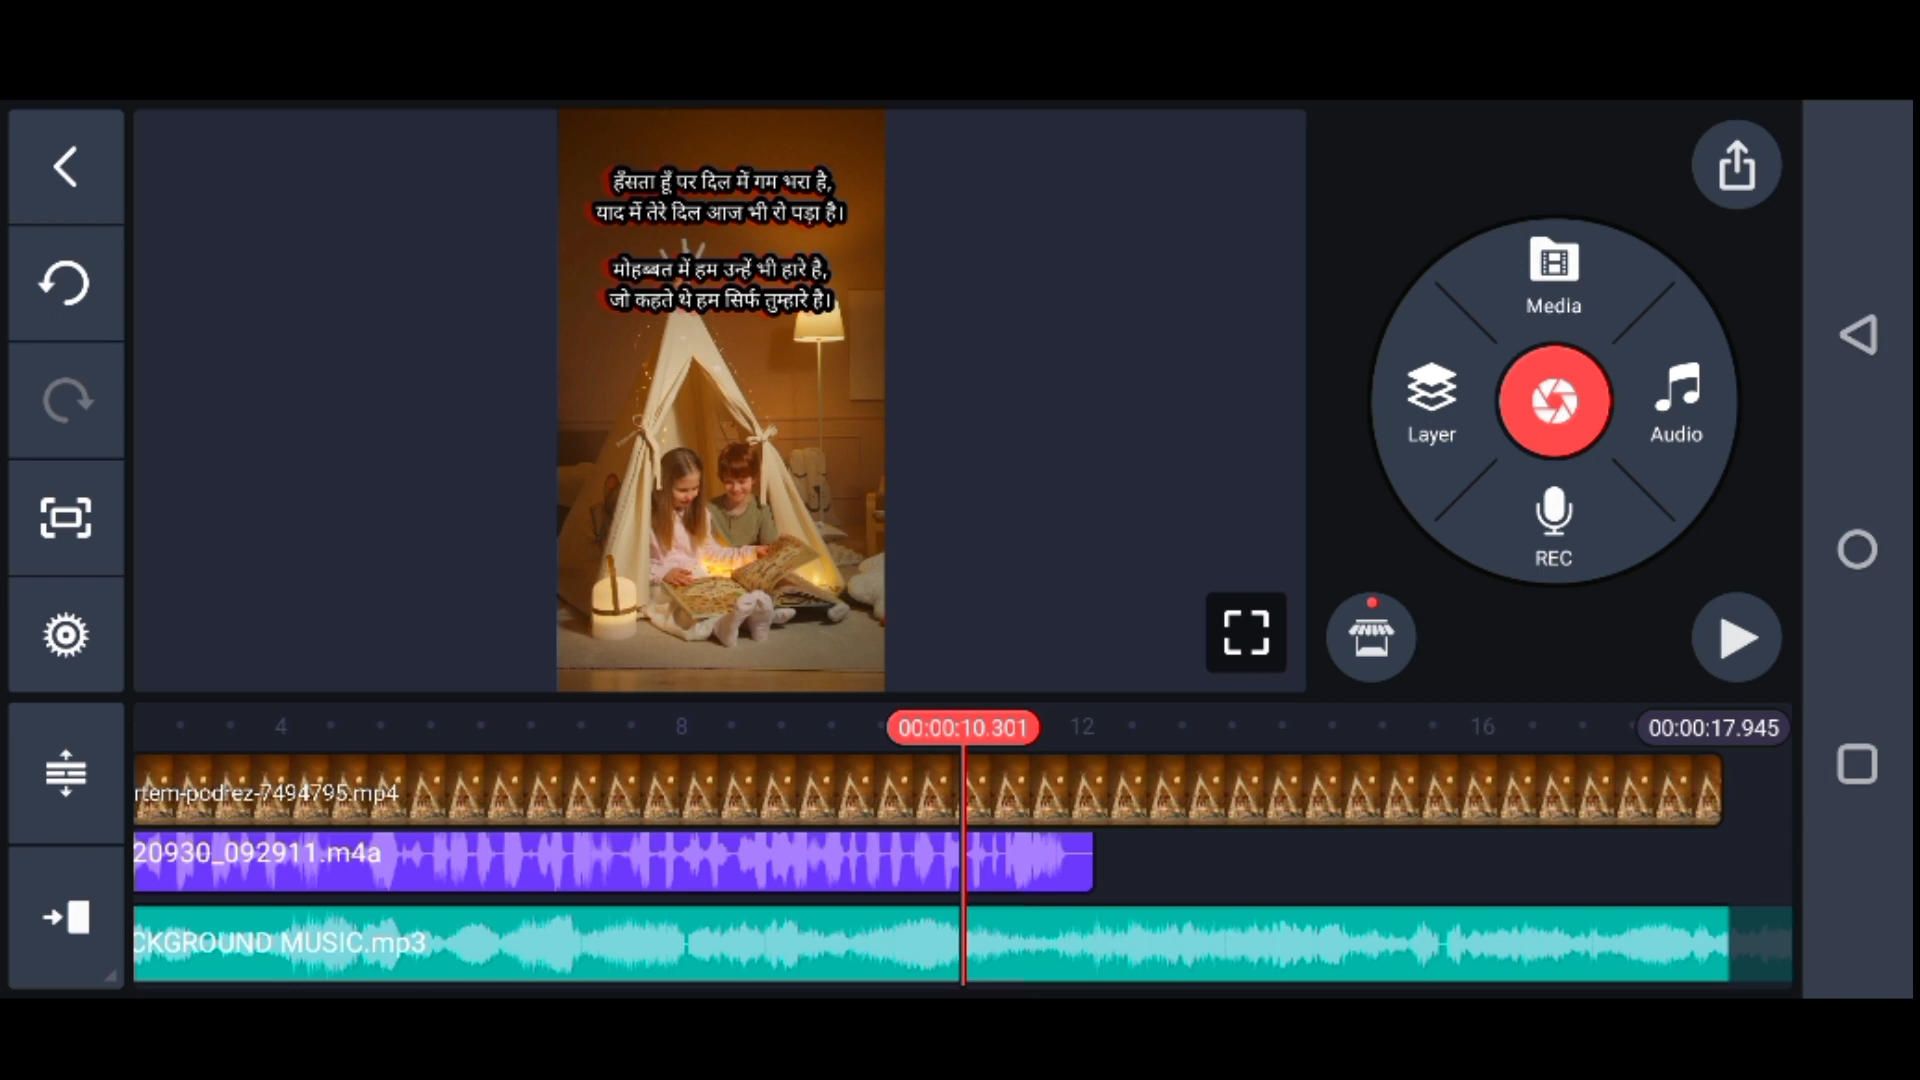 हँसता हूँ पर दिल में गम भरा है,
याद में तेरे दिल आज भी रो पड़ा है।
मोहब्बत में हम उन्हें भी हारे है,
जो कहते थे हम सिर्फ तुम्हारे है।
Media
Layer
Audio
REC
4
8
00:00:10.301
12
16
00:00:17.945
rtem-podrez-7494795.mp4
20930_092911.m4a
CKGROUND MUSIC.mp3